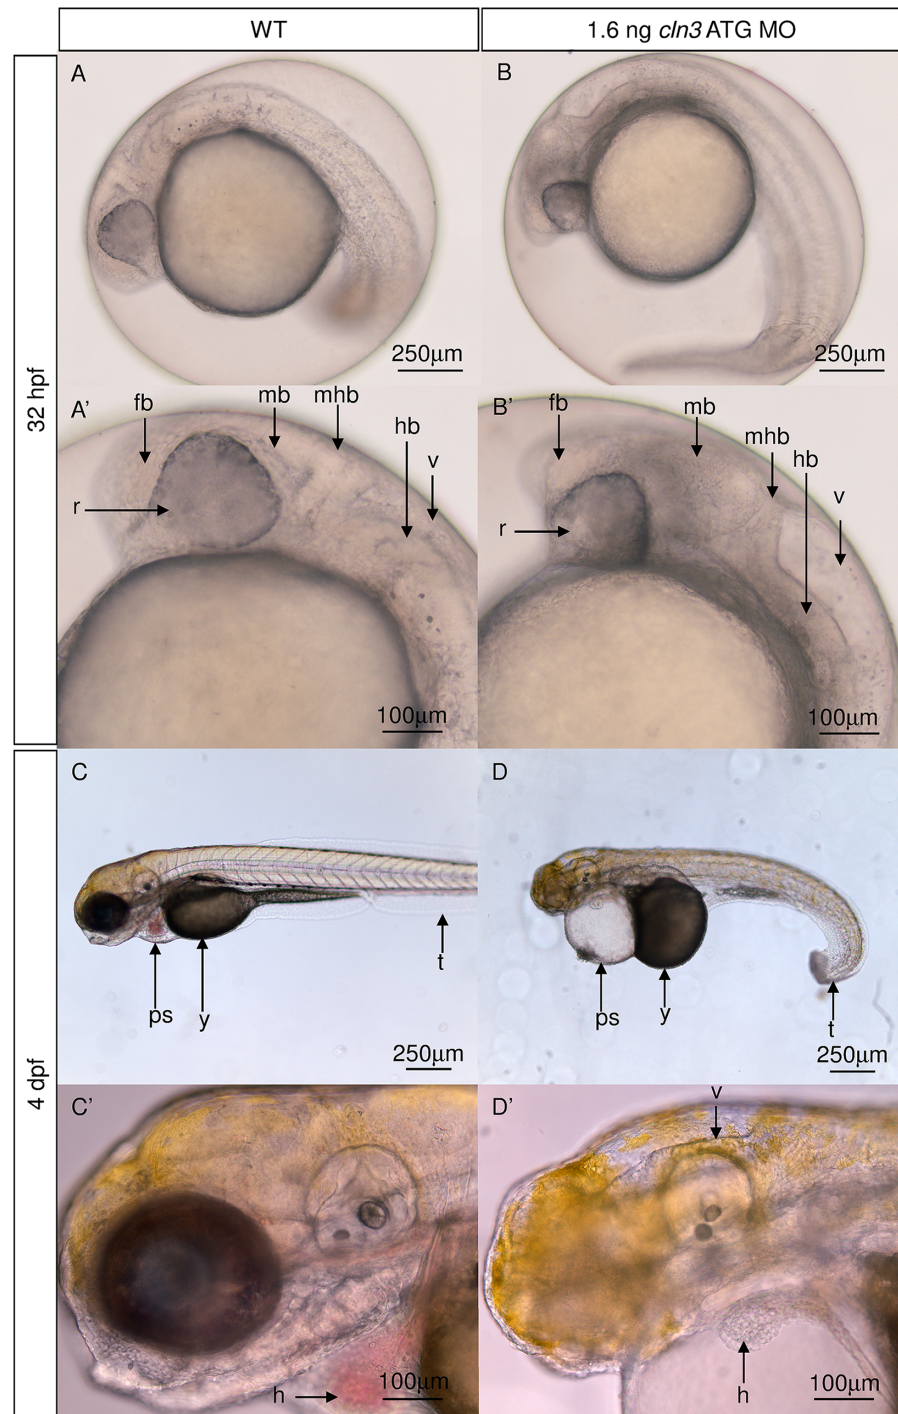 WT
1.6 ng cln3 ATG MO
32 hpf
A
250μm
B
250μm
A'
fb
mb
mhb
hb
v
r
100μm
B'
fb
mb
mhb
hb
v
r
100μm
4 dpf
C
ps
y
t
250μm
D
ps
y
t
250μm
C'
h
100μm
D'
v
h
100μm